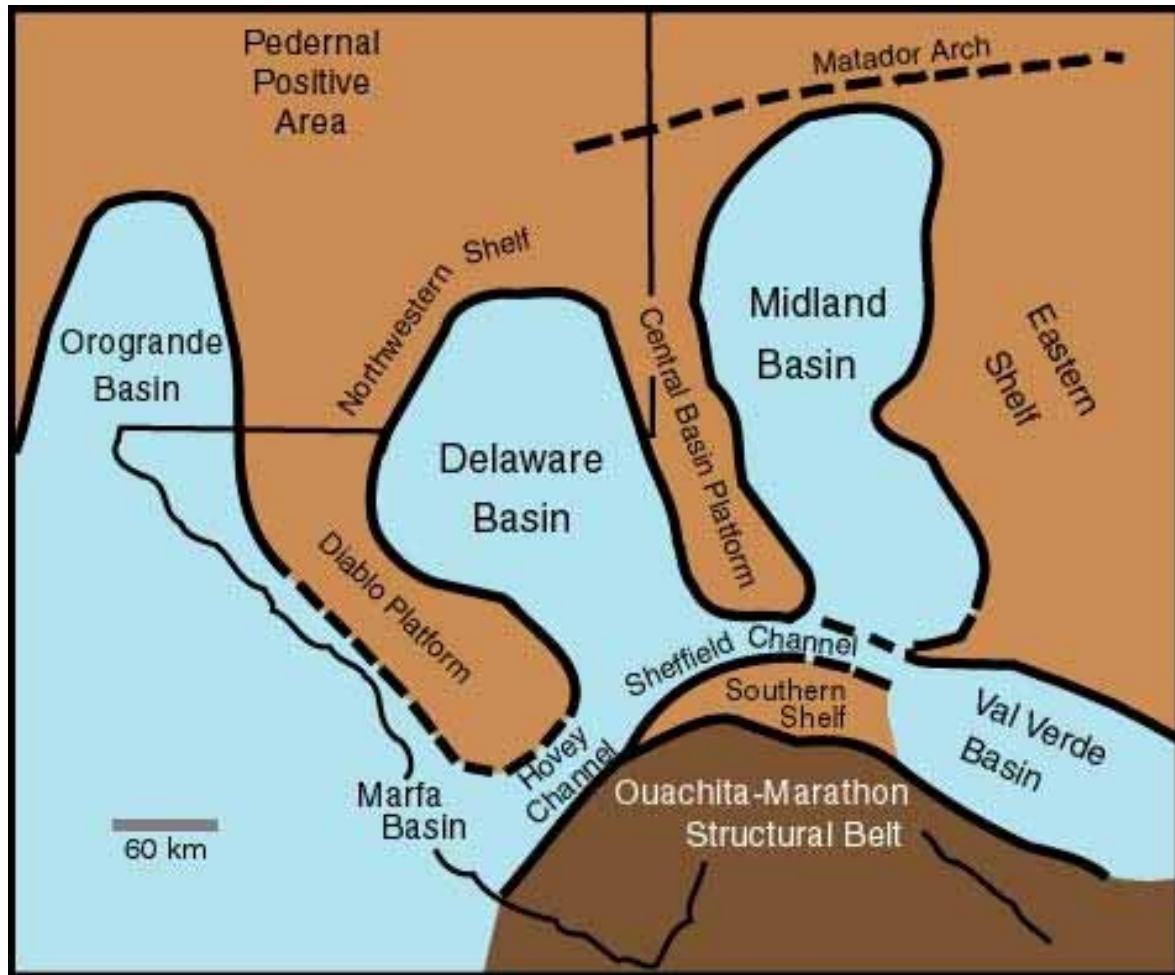 Pedernal
Positive
Area
Matador Arch
Northwestern Shelf
Orogrande
Basin
Midland
Basin
Central Basin Platform
Eastern
Shelf
Delaware
Basin
Diablo Platform
Sheffield Channel
Southern
Shelf
Val Verde
Basin
Hovey
Channel
Marfa
Basin
Ouachita-Marathon
Structural Belt
60 km